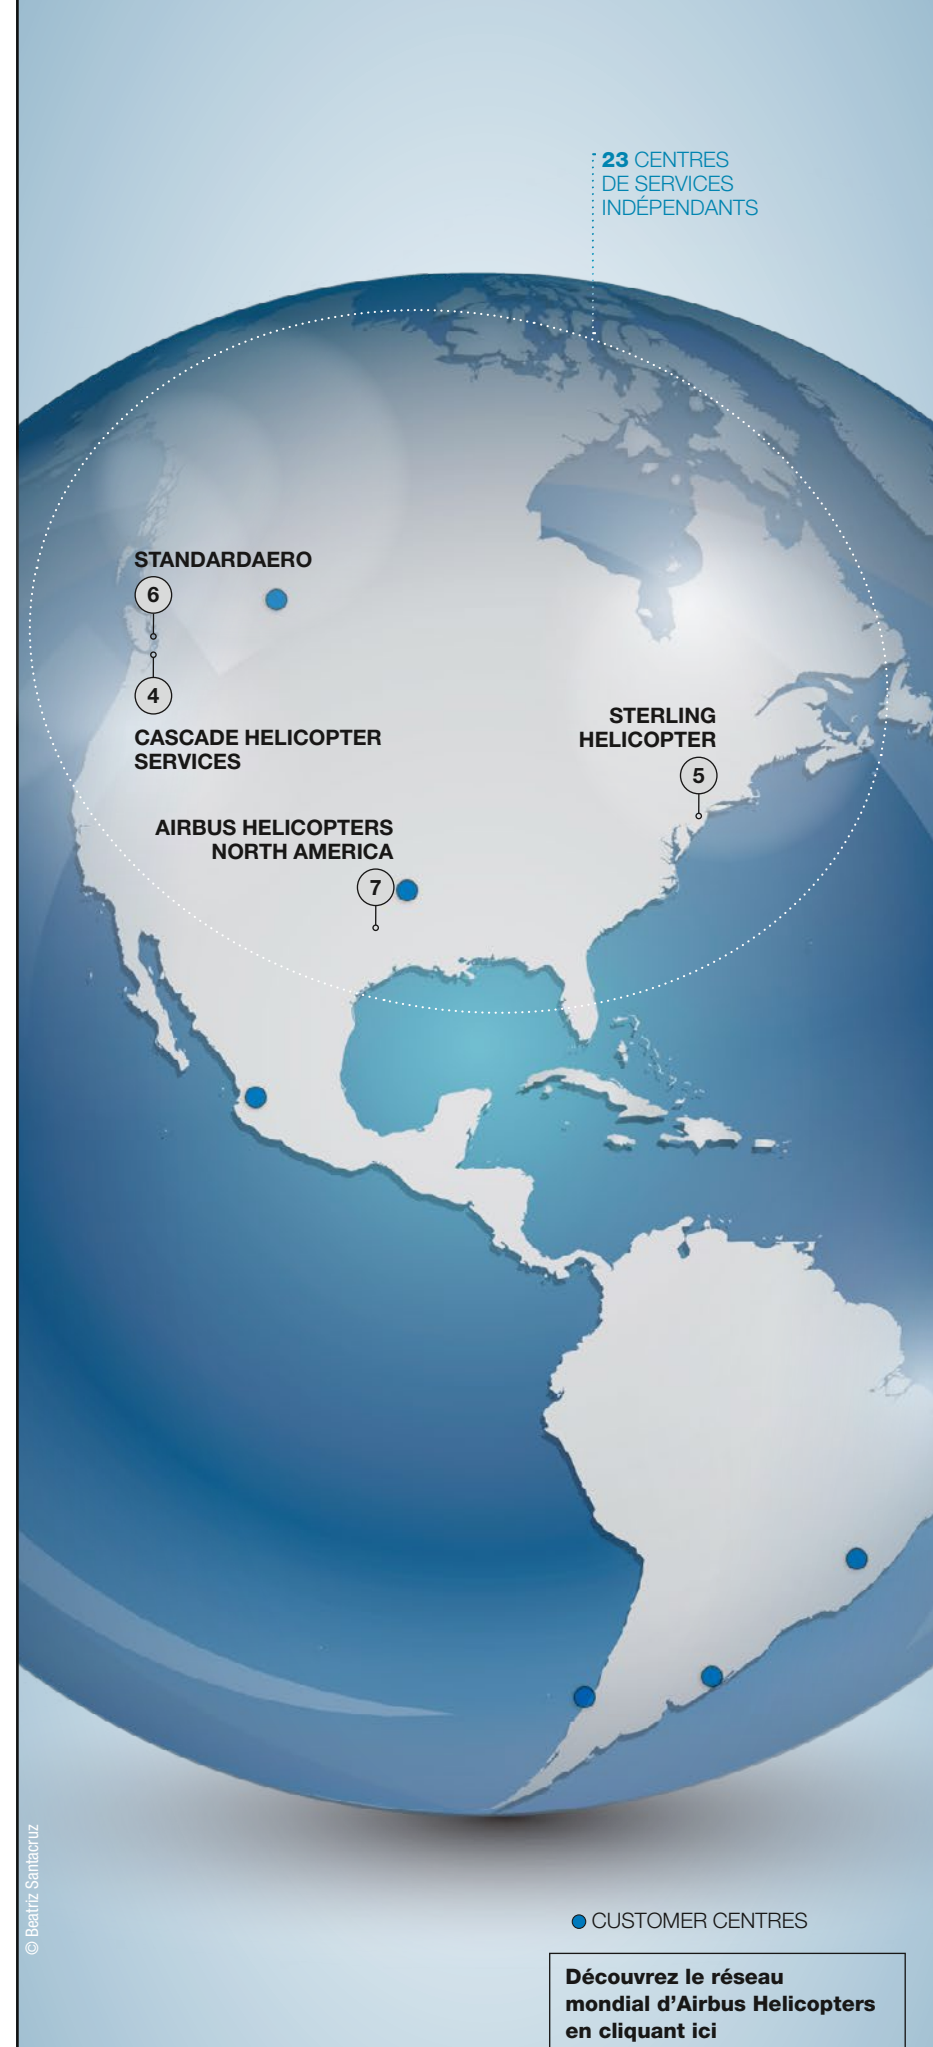 23 CENTRES
DE SERVICES
INDÉPENDANTS
STANDARDAERO
6
4
CASCADE HELICOPTER
SERVICES
STERLING
HELICOPTER
5
AIRBUS HELICOPTERS
NORTH AMERICA
7
© Beatriz Santacruz
CUSTOMER CENTRES
Découvrez le réseau
mondial d’Airbus Helicopters
en cliquant ici